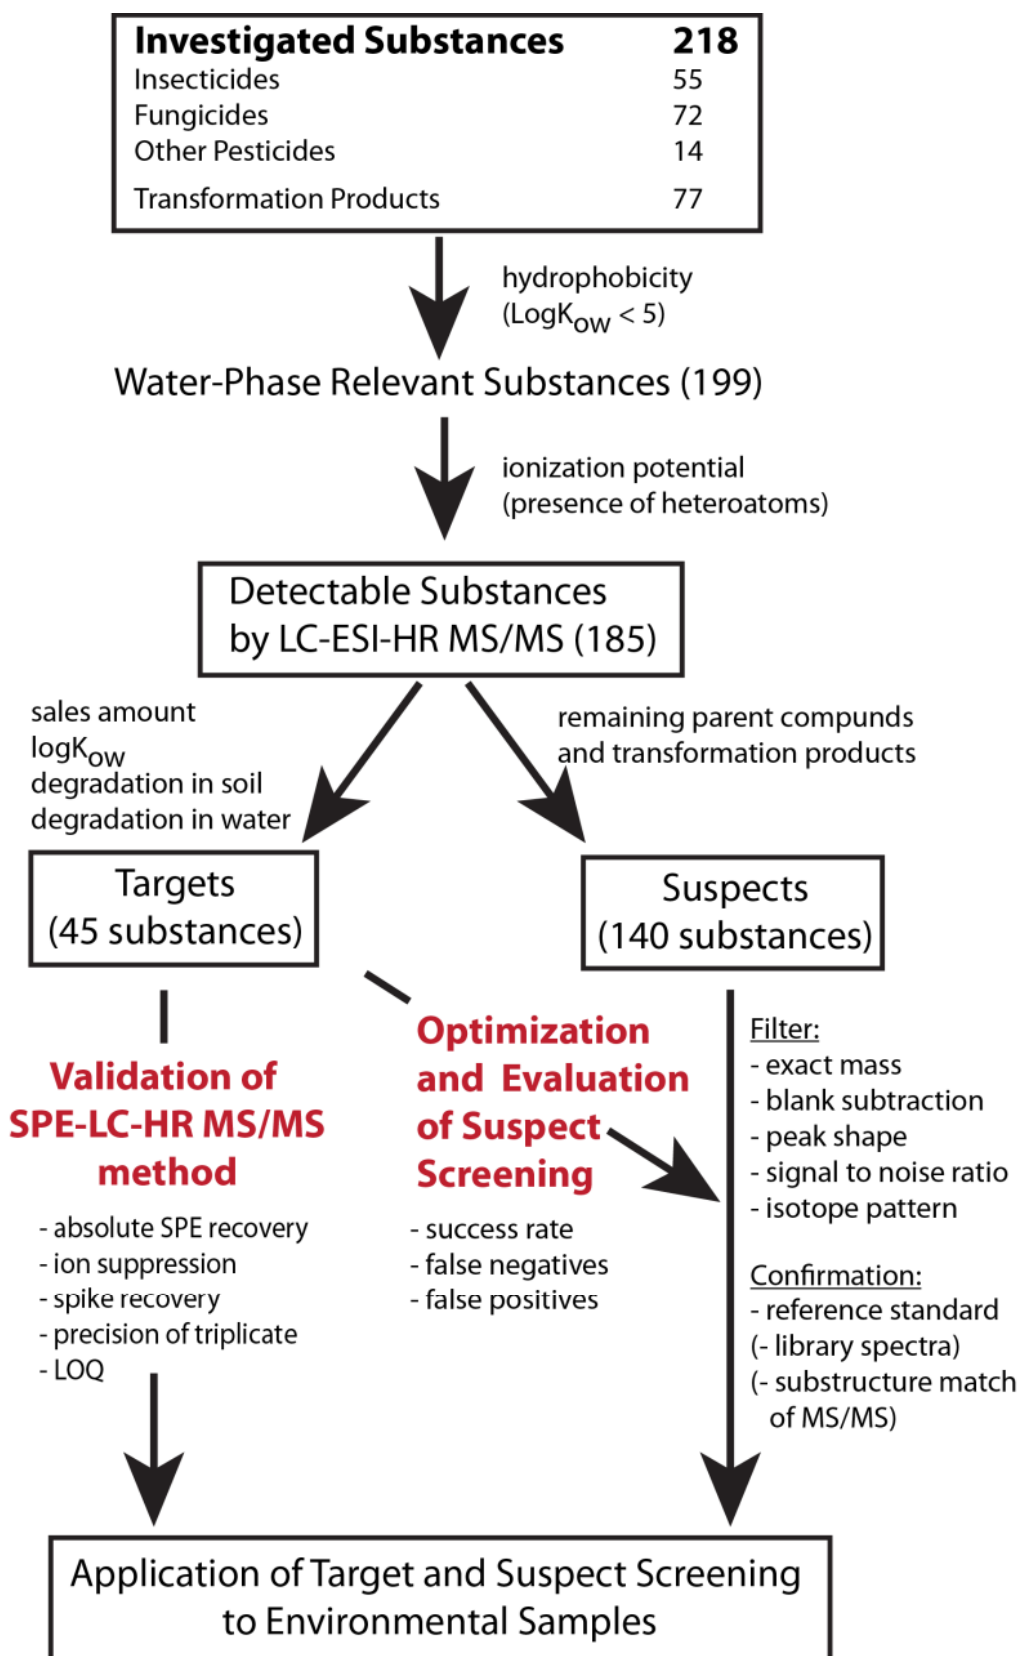 Investigated Substances 218
Insecticides 55
Fungicides 72
Other Pesticides 14
Transformation Products 77
hydrophobicity
(LogKow < 5)
Water-Phase Relevant Substances (199)
ionization potential
(presence of heteroatoms)
Detectable Substances
by LC-ESI-HR MS/MS (185)
sales amount
logKow
degradation in soil
degradation in water
remaining parent compunds
and transformation products
Targets
(45 substances)
Suspects
(140 substances)
Validation of
SPE-LC-HR MS/MS
method
- absolute SPE recovery
- ion suppression
- spike recovery
- precision of triplicate
- LOQ
Optimization
and Evaluation
of Suspect
Screening
- success rate
- false negatives
- false positives
Filter:
- exact mass
- blank subtraction
- peak shape
- signal to noise ratio
- isotope pattern
Confirmation:
- reference standard
(- library spectra)
(- substructure match
of MS/MS)
Application of Target and Suspect Screening
to Environmental Samples